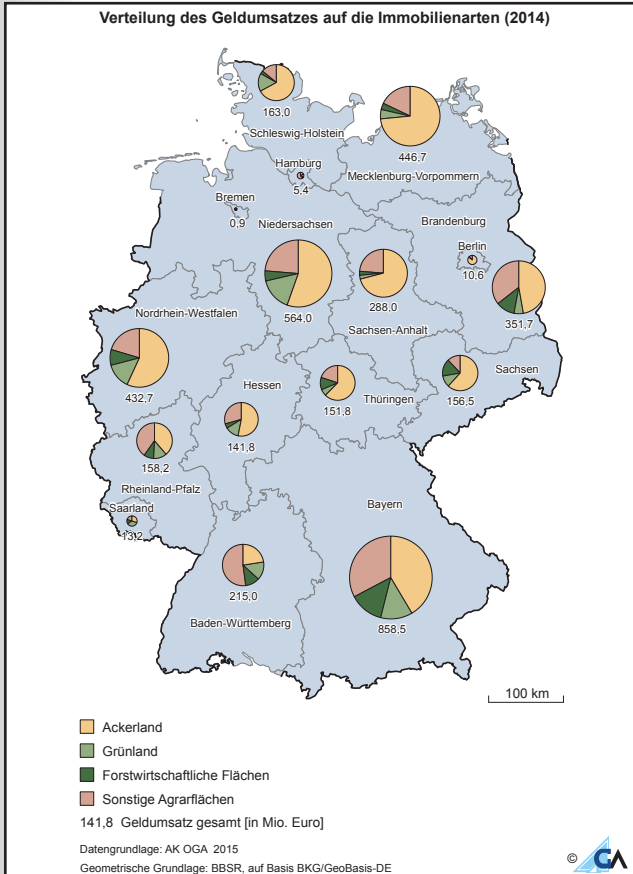 Verteilung des Geldumsatzes auf die Immobilienarten (2014)
163,0
Schleswig-Holstein
446,7
Mecklenburg-Vorpommern
Hamburg
5,4
Bremen
0,9
Niedersachsen
564,0
Brandenburg
Berlin
10,6
351,7
288,0
Sachsen-Anhalt
Nordrhein-Westfalen
432,7
Hessen
141,8
151,8
Thüringen
156,5
Sachsen
158,2
Rheinland-Pfalz
Saarland
13,2
Bayern
858,5
215,0
Baden-Württemberg
100 km
Ackerland
Grünland
Forstwirtschaftliche Flächen
Sonstige Agrarflächen
141,8 Geldumsatz gesamt [in Mio. Euro]
Datengrundlage: AK OGA 2015
Geometrische Grundlage: BBSR, auf Basis BKG/GeoBasis-DE
© GA